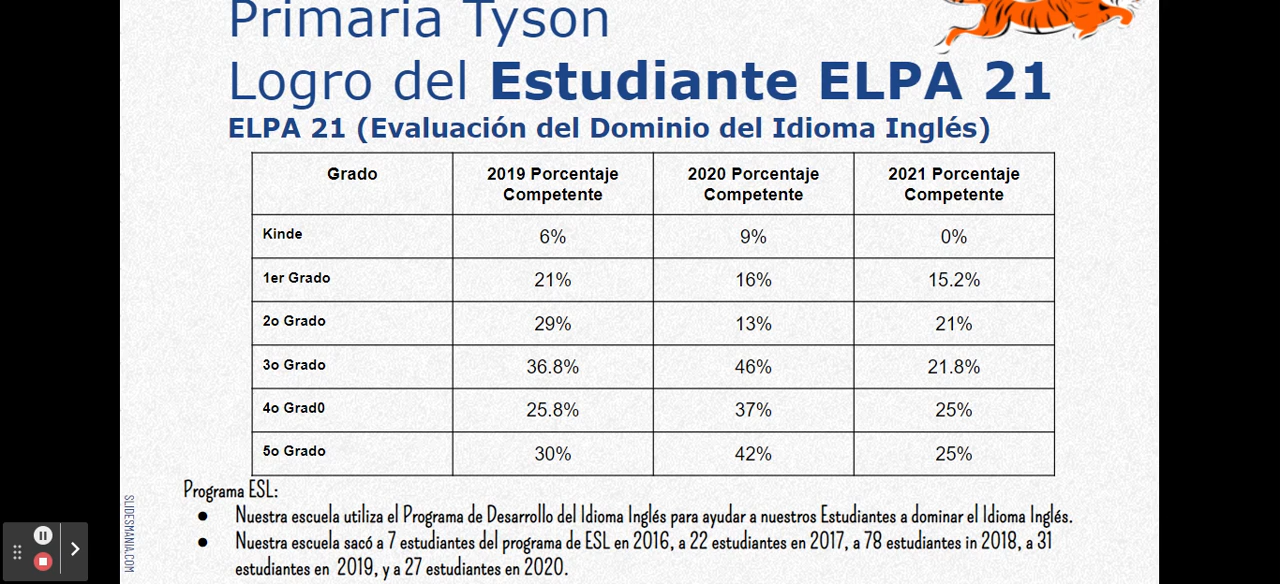 Primaria Tyson
Logro del Estudiante ELPA 21
ELPA 21 (Evaluación del Dominio del Idioma Inglés)
Grado 2019 Porcentaje Competente 2020 Porcentaje Competente 2021 Porcentaje Competente
Kinde 6% 9% 0%
1er Grado 21% 16% 15.2%
2o Grado 29% 13% 21%
3o Grado 36.8% 46% 21.8%
4o Grad0 25.8% 37% 25%
5o Grado 30% 42% 25%
Programa ESL:
● Nuestra escuela utiliza el Programa de Desarrollo del Idioma Inglés para ayudar a nuestros Estudiantes a dominar el Idioma Inglés.
● Nuestra escuela sacó a 7 estudiantes del programa de ESL en 2016, a 22 estudiantes en 2017, a 78 estudiantes in 2018, a 31
estudiantes en 2019, y a 27 estudiantes en 2020.
SLIDESMANIA.COM